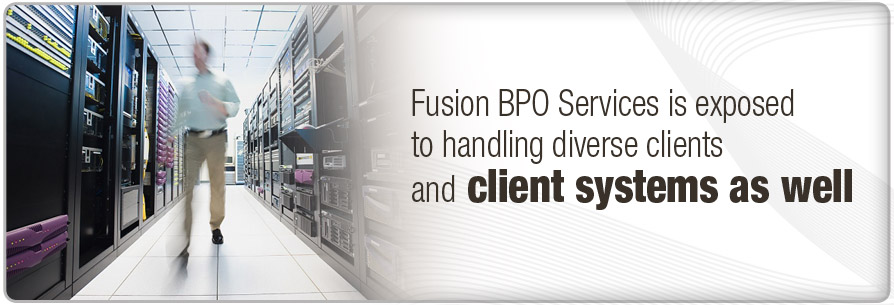 Fusion BPO Services is exposed
to handling diverse clients
and client systems as well